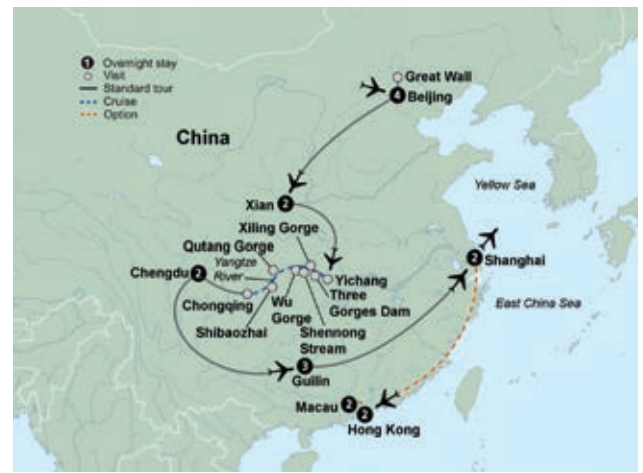 1 Overnight stay
Visit
Standard tour
Cruise
Option
Great Wall
4 Beijing
China
Yellow Sea
Xian 2
Xiling Gorge
Qutang Gorge
Yangtze
River
Chengdu 2
2 Shanghai
Yichang
Three
Gorges Dam
Chongqing
Wu
Gorge
East China Sea
Shibaozhai
Shennong
Stream
3
Guilin
Macau 2
2
Hong Kong